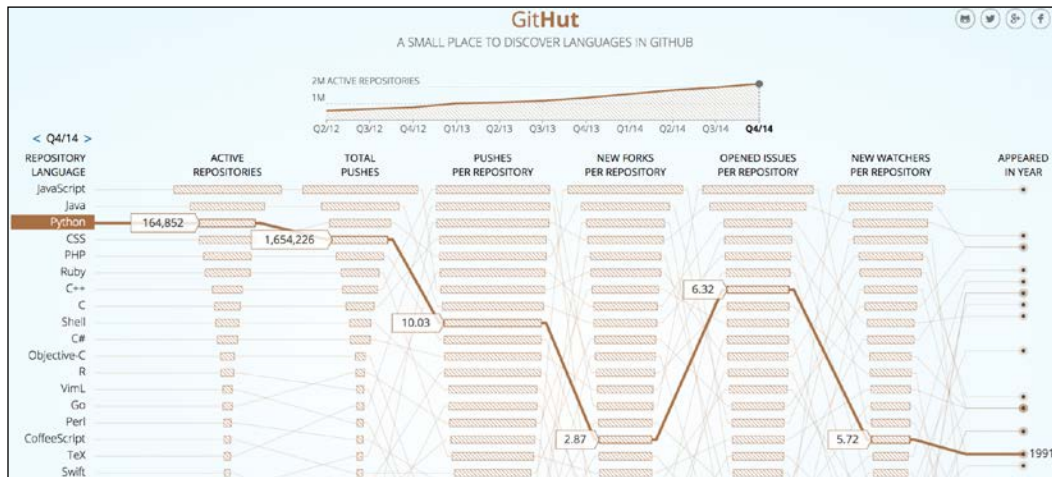 GitHut
A SMALL PLACE TO DISCOVER LANGUAGES IN GITHUB
2M ACTIVE REPOSITORIES
1M
Q2/12 Q3/12 Q4/12 Q1/13 Q2/13 Q3/13 Q4/13 Q1/14 Q2/14 Q3/14 Q4/14
< Q4/14 >
REPOSITORY LANGUAGE
ACTIVE REPOSITORIES
TOTAL PUSHES
PUSHES PER REPOSITORY
NEW FORKS PER REPOSITORY
OPENED ISSUES PER REPOSITORY
NEW WATCHERS PER REPOSITORY
APPEARED IN YEAR
JavaScript
Java
Python 164,852
1,654,226
CSS
PHP
Ruby
C++ 6.32
C
Shell 10.03
C#
Objective-C
R
VimL
Go
Perl
CoffeeScript 2.87 5.72
TeX 1991
Swift